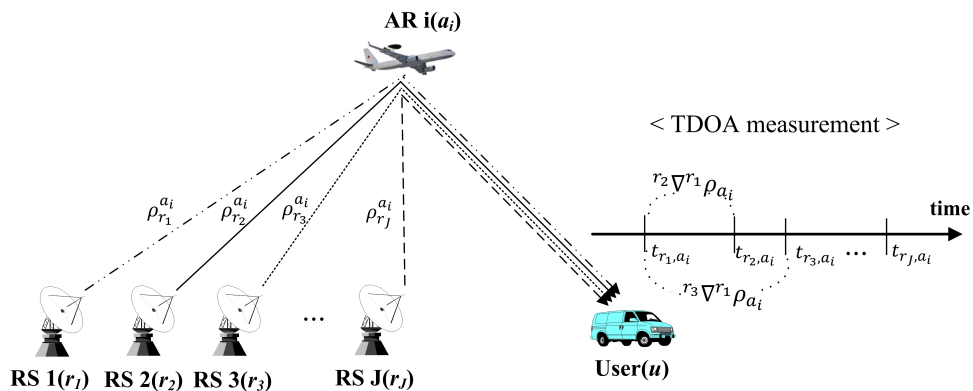 AR i(a_i)
< TDOA measurement >
^{r_2}∇^{r_1}ρ_{a_i}
time
ρ_{r_1}^{a_i} ρ_{r_2}^{a_i} ρ_{r_3}^{a_i} ρ_{r_J}^{a_i}
t_{r_1,a_i} t_{r_2,a_i} t_{r_3,a_i} ... t_{r_J,a_i}
^{r_3}∇^{r_1}ρ_{a_i}
...
RS 1(r_1) RS 2(r_2) RS 3(r_3) RS J(r_J) User(u)